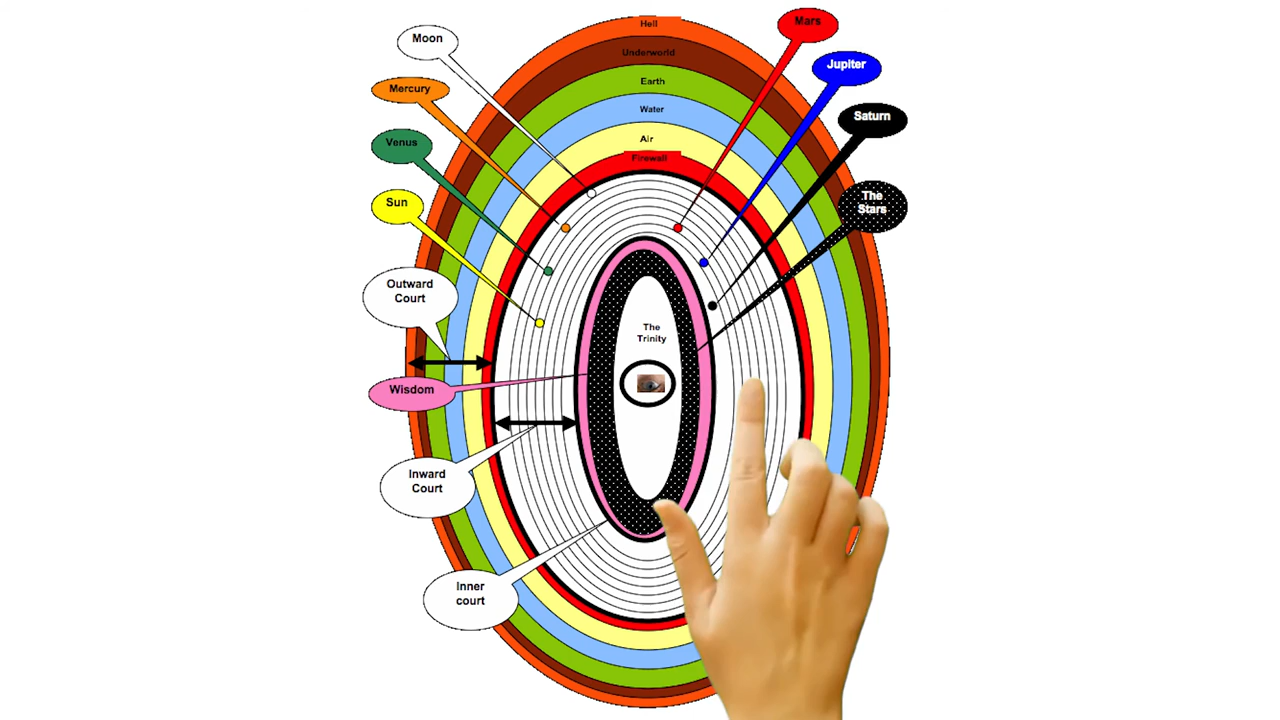 Hell
Underworld
Earth
Water
Air
Firewall
Moon
Mercury
Venus
Sun
Outward
Court
Wisdom
Inward
Court
Inner
court
Mars
Jupiter
Saturn
The
Stars
The
Trinity